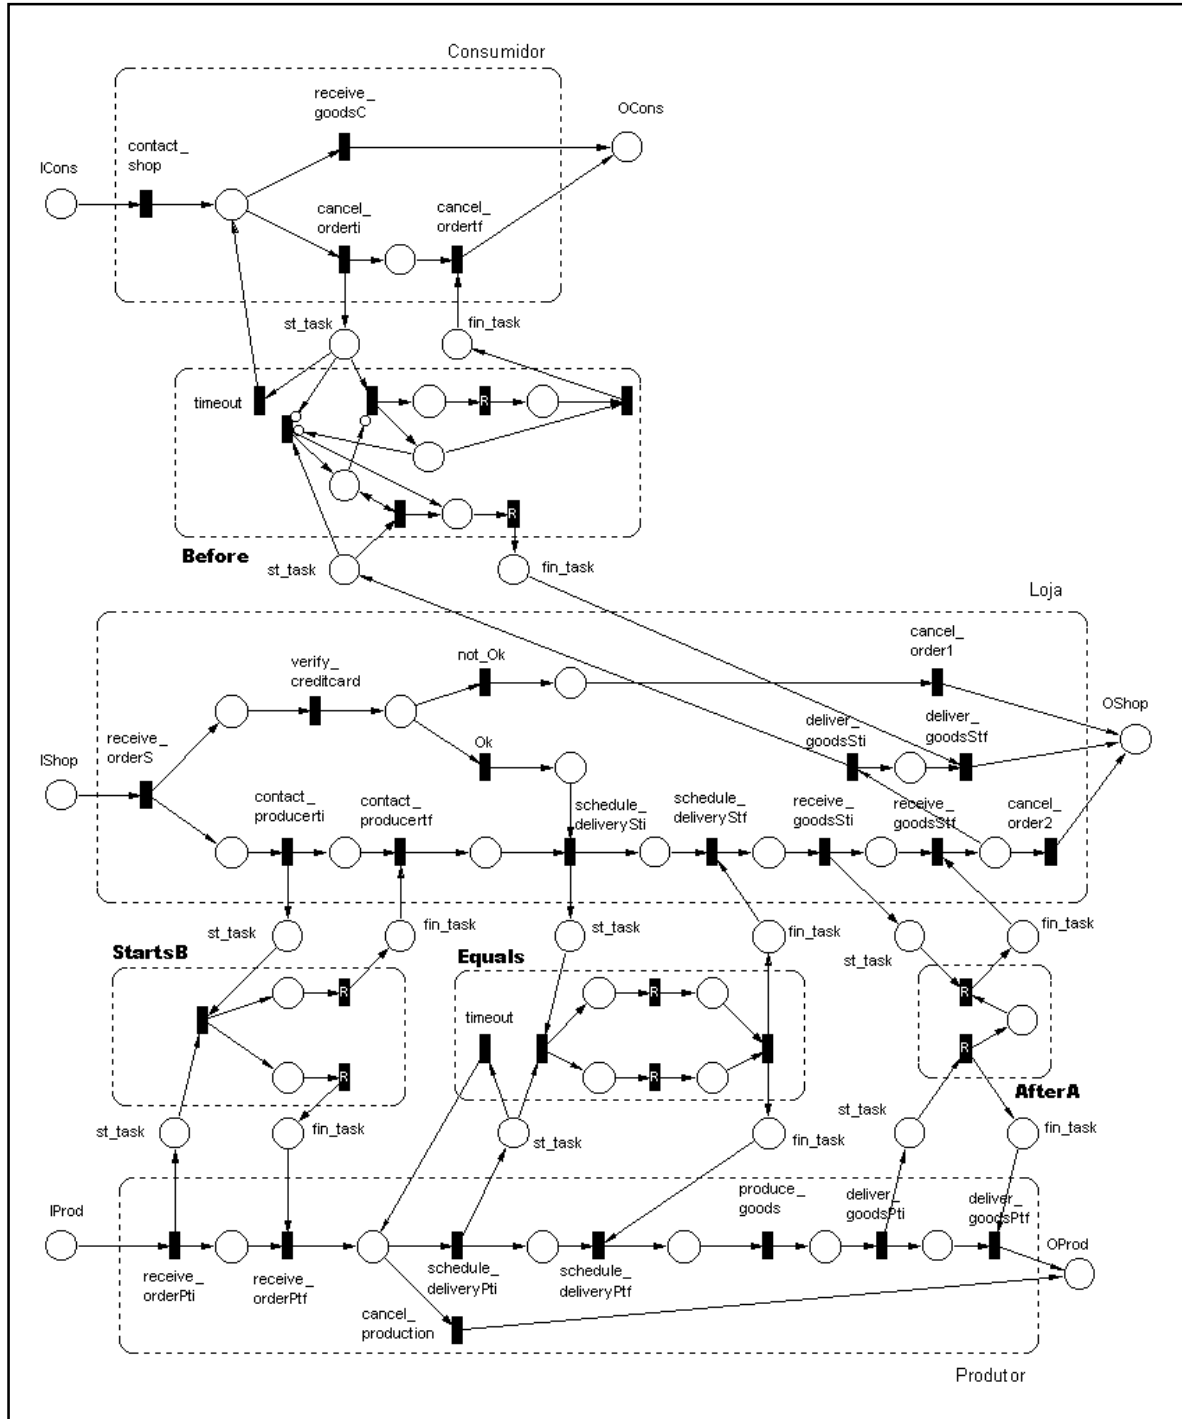 Consumidor
receive_
goodsC
OCons
contact_
shop
ICons
cancel_
orderti
cancel_
ordertf
st_task
fin_task
timeout
R
R
Before
st_task
fin_task
Loja
cancel_
order1
not_Ok
verify_
creditcard
OShop
deliver_
goodsSti
deliver_
goodsStf
receive_
orderS
Ok
IShop
contact_
producerti
contact_
producertf
schedule_
deliverySti
schedule_
deliveryStf
receive_
goodsSti
receive_
goodsStf
cancel_
order2
st_task
fin_task
st_task
fin_task
fin_task
st_task
StartsB
Equals
R
R
R
timeout
R
R
R
AfterA
st_task
fin_task
st_task
fin_task
st_task
fin_task
produce_
goods
deliver_
goodsPti
deliver_
goodsPtf
IProd
OProd
receive_
orderPti
receive_
orderPtf
schedule_
deliveryPti
schedule_
deliveryPtf
cancel_
production
Produtor